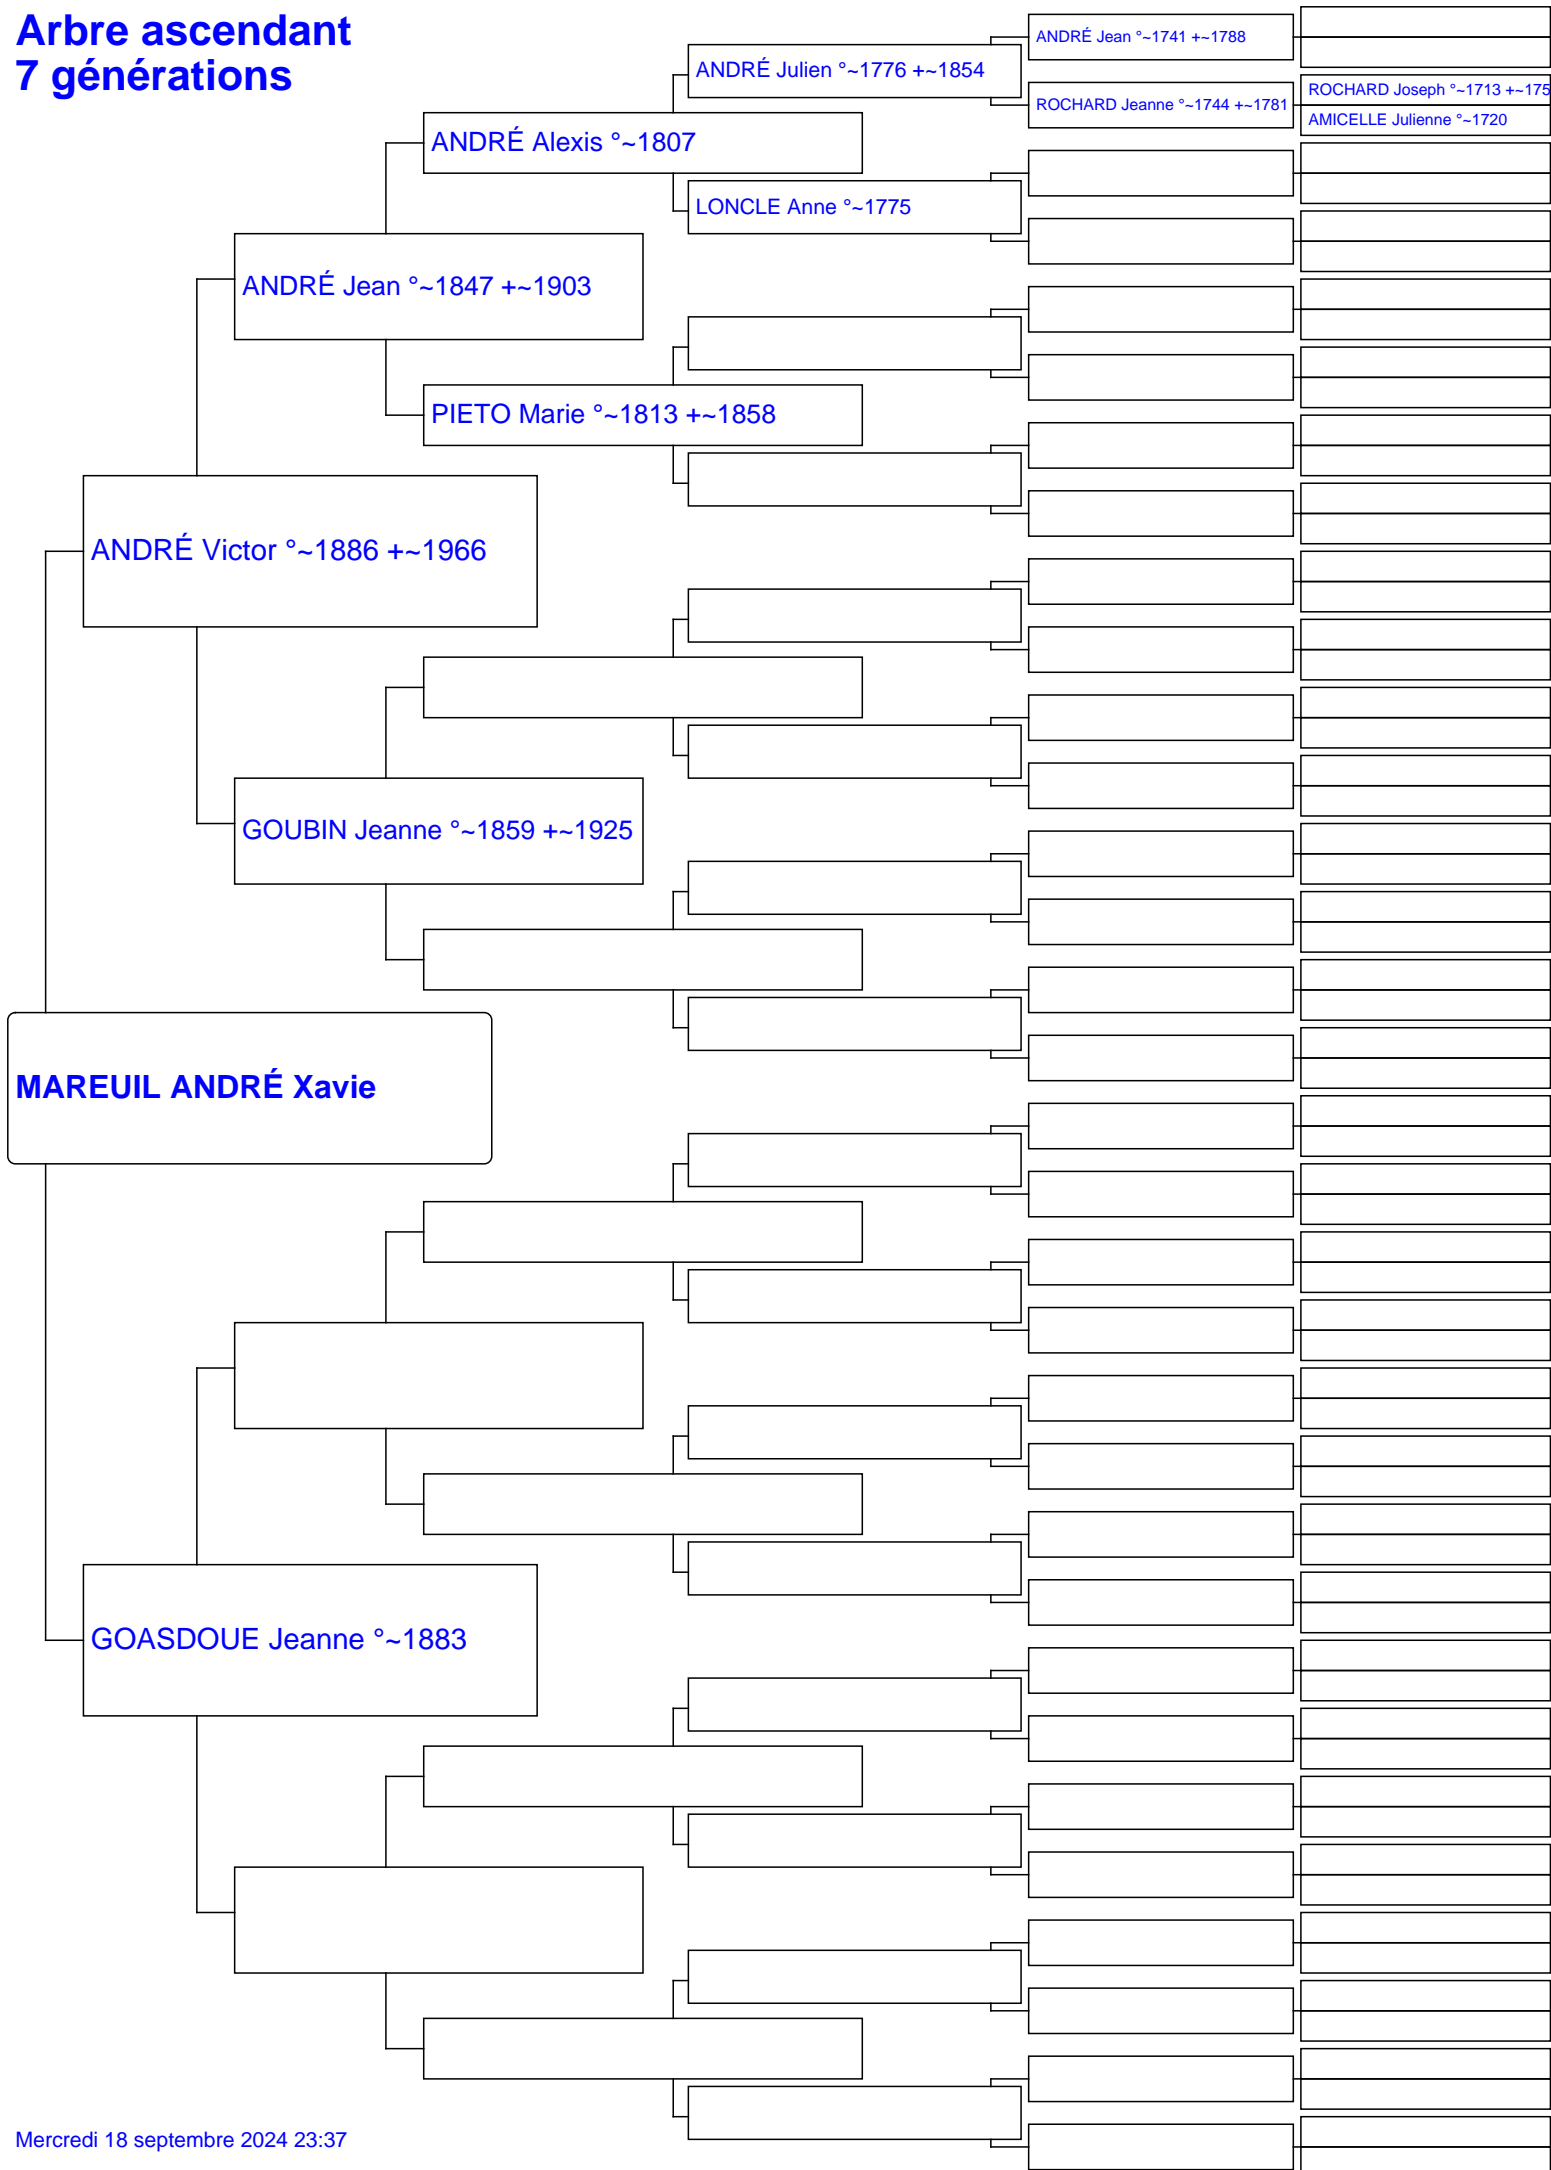 Arbre ascendant
7 générations
ANDRÉ Jean °~1741 +~1788
ANDRÉ Julien °~1776 +~1854
ROCHARD Joseph °~1713 +~175
ROCHARD Jeanne °~1744 +~1781
AMICELLE Julienne °~1720
ANDRÉ Alexis °~1807
LONCLE Anne °~1775
ANDRÉ Jean °~1847 +~1903
PIETO Marie °~1813 +~1858
ANDRÉ Victor °~1886 +~1966
GOUBIN Jeanne °~1859 +~1925
MAREUIL ANDRÉ Xavie
GOASDOUE Jeanne °~1883
Mercredi 18 septembre 2024 23:37